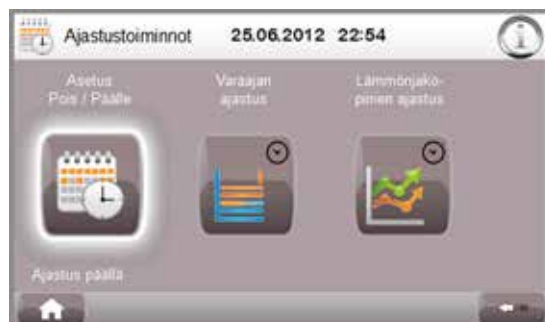 Ajastustoiminnot 25.06.2012 22:54
Asetus
Pois / Päälle
Varaajan
ajastus
Lämmönjako-
piirien ajastus
Ajastus päällä